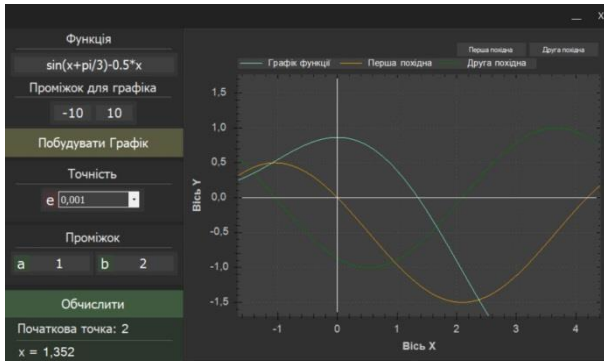 _ x
Функція
sin(x+pi/3)-0.5*x
Проміжок для графіка
-10 10
Побудувати Графік
Точність
e 0,001
Проміжок
a 1 b 2
Обчислити
Початкова точка: 2
x = 1,352
Перша похідна Друга похідна
Графік функції Перша похідна Друга похідна
1,5
1,0
0,5
0,0
-0,5
-1,0
-1,5
Вісь Y
-1 0 1 2 3 4
Вісь X